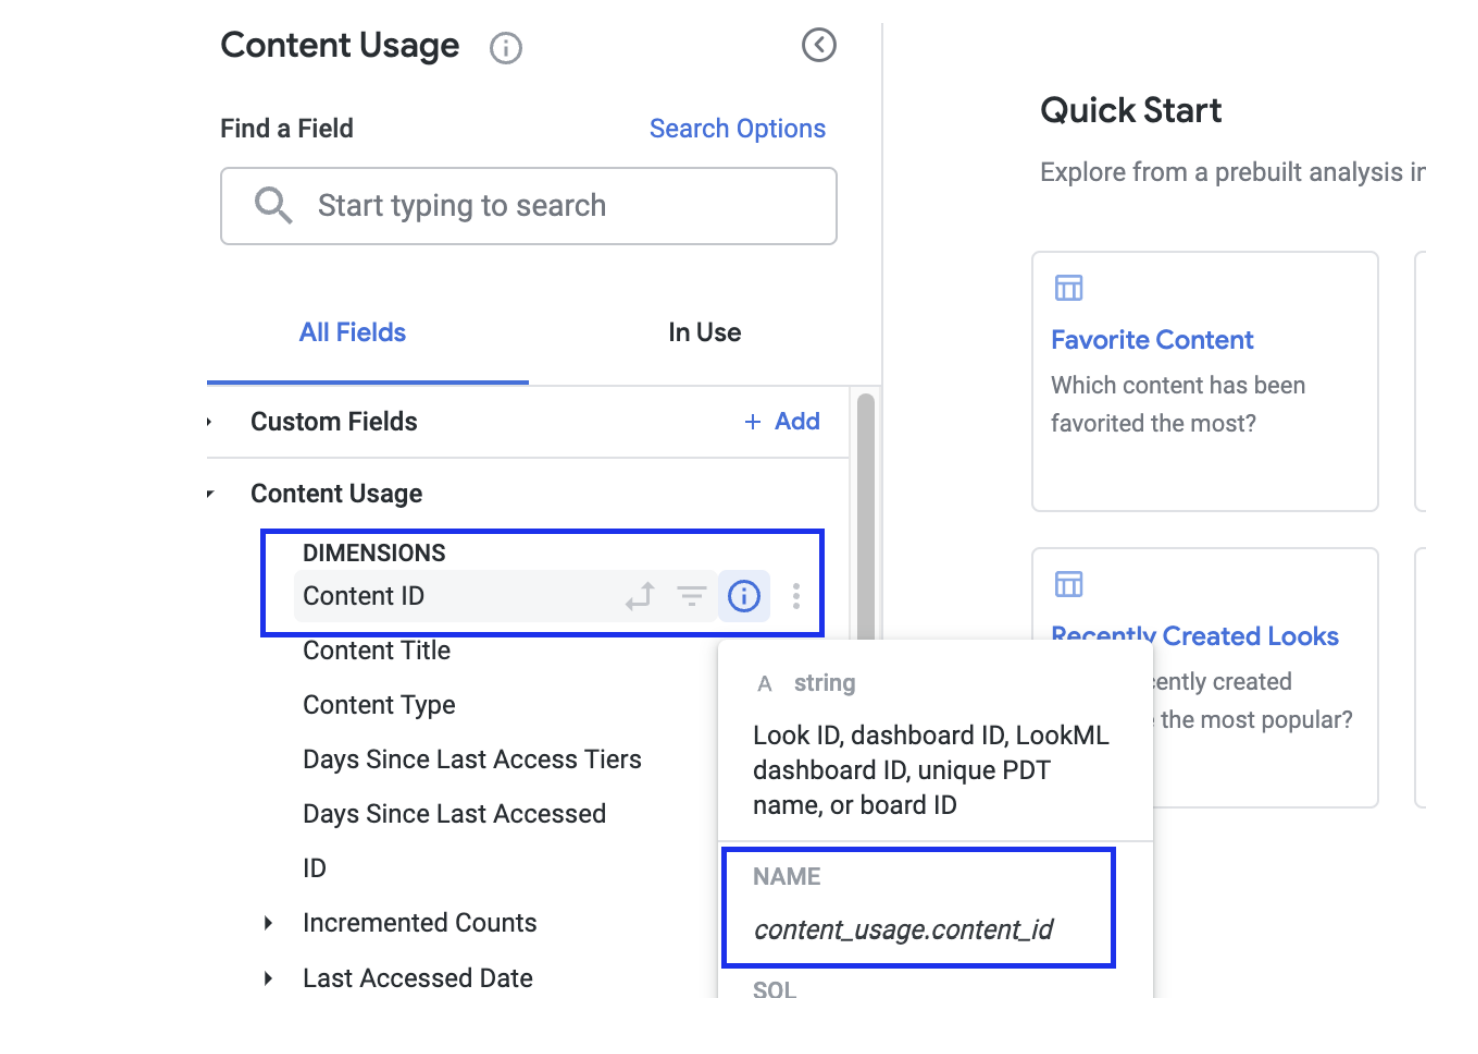 Content Usage
Find a Field
Search Options
Start typing to search
All Fields
In Use
Custom Fields
+ Add
Content Usage
DIMENSIONS
Content ID
Content Title
Content Type
Days Since Last Access Tiers
Days Since Last Accessed
ID
Incremented Counts
Last Accessed Date
A string
Look ID, dashboard ID, LookML
dashboard ID, unique PDT
name, or board ID
NAME
content_usage.content_id
SQL
Quick Start
Explore from a prebuilt analysis
Favorite Content
Which content has been
favorited the most?
Recently Created Looks
created
the most popular?